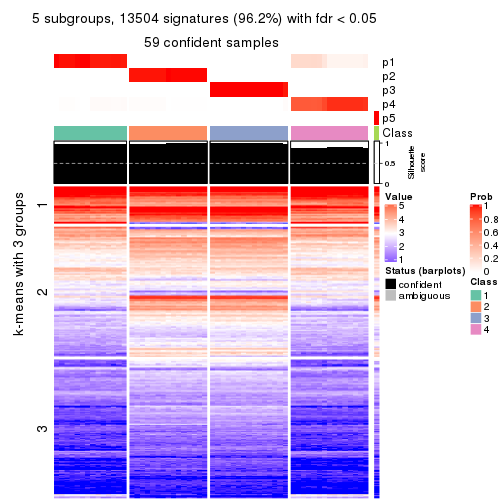 5 subgroups, 13504 signatures (96.2%) with fdr < 0.05
59 confident samples
p1
p2
p3
p4
p5
Class
1
0.5
0
Silhouette
score
k-means with 3 groups
1
2
3
Value
5
4
3
2
1
Status (barplots)
confident
ambiguous
Prob
1
0.8
0.6
0.4
0.2
0
Class
1
2
3
4